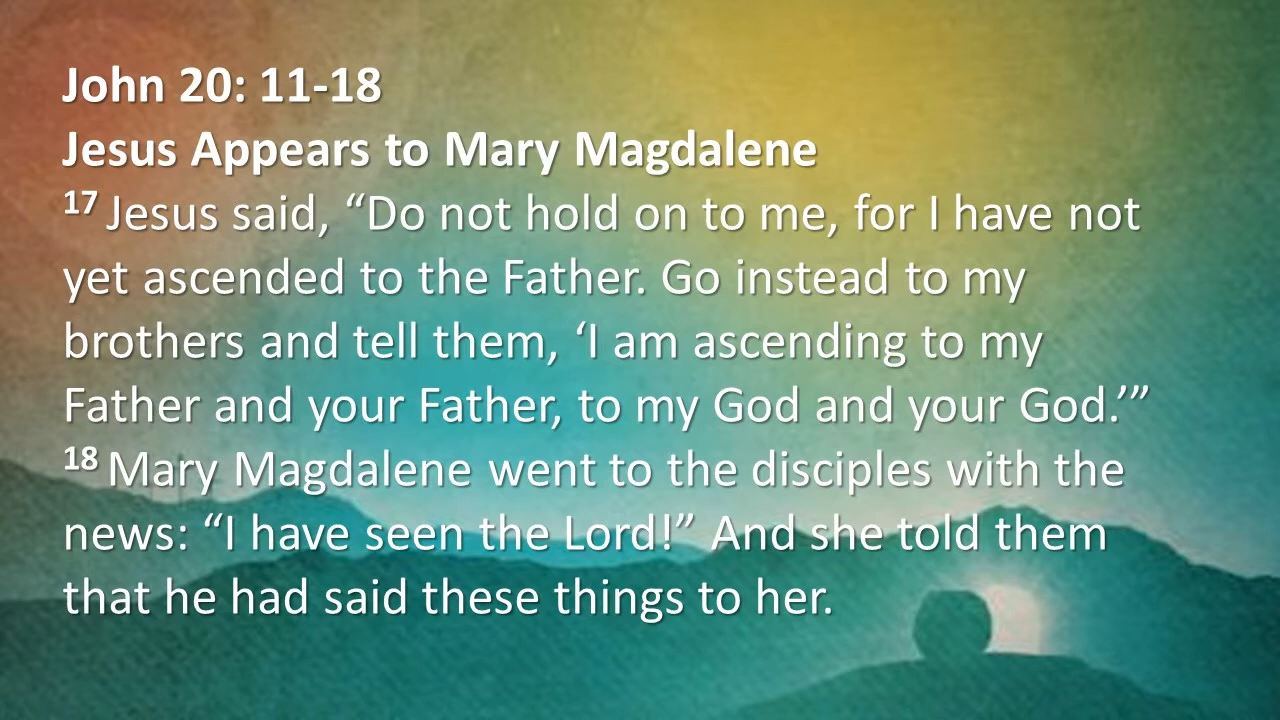 John 20: 11-18
Jesus Appears to Mary Magdalene
17 Jesus said, “Do not hold on to me, for I have not
yet ascended to the Father. Go instead to my
brothers and tell them, ‘I am ascending to my
Father and your Father, to my God and your God.’”
18 Mary Magdalene went to the disciples with the
news: “I have seen the Lord!” And she told them
that he had said these things to her.